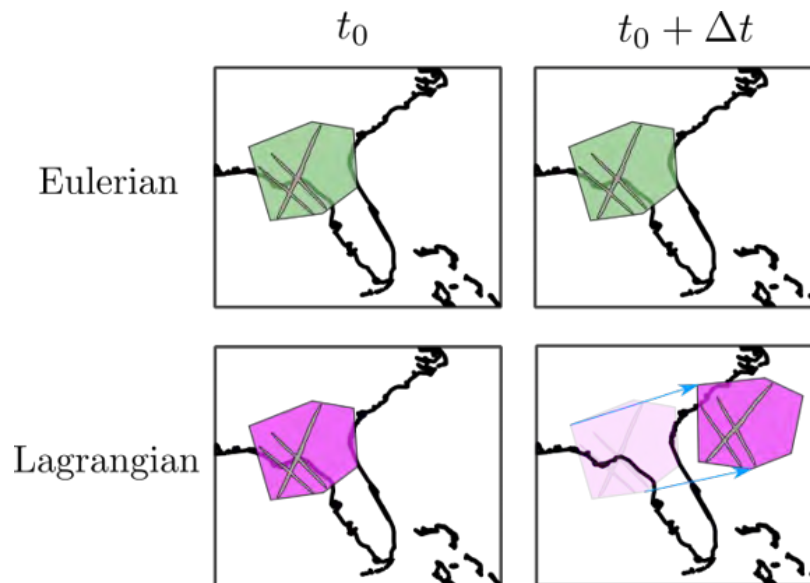 t₀ t₀ + Δt
Eulerian
Lagrangian